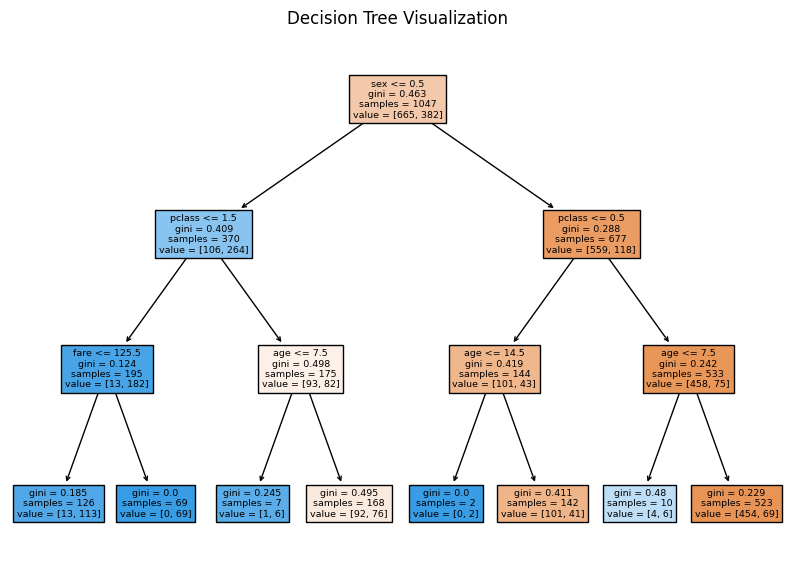 Decision Tree Visualization
sex <= 0.5
gini = 0.463
samples = 1047
value = [665, 382]
pclass <= 1.5
gini = 0.409
samples = 370
value = [106, 264]
pclass <= 0.5
gini = 0.288
samples = 677
value = [559, 118]
fare <= 125.5
gini = 0.124
samples = 195
value = [13, 182]
age <= 7.5
gini = 0.498
samples = 175
value = [93, 82]
age <= 14.5
gini = 0.419
samples = 144
value = [101, 43]
age <= 7.5
gini = 0.242
samples = 533
value = [458, 75]
gini = 0.185
samples = 126
value = [13, 113]
gini = 0.0
samples = 69
value = [0, 69]
gini = 0.245
samples = 7
value = [1, 6]
gini = 0.495
samples = 168
value = [92, 76]
gini = 0.0
samples = 2
value = [0, 2]
gini = 0.411
samples = 142
value = [101, 41]
gini = 0.48
samples = 10
value = [4, 6]
gini = 0.229
samples = 523
value = [454, 69]